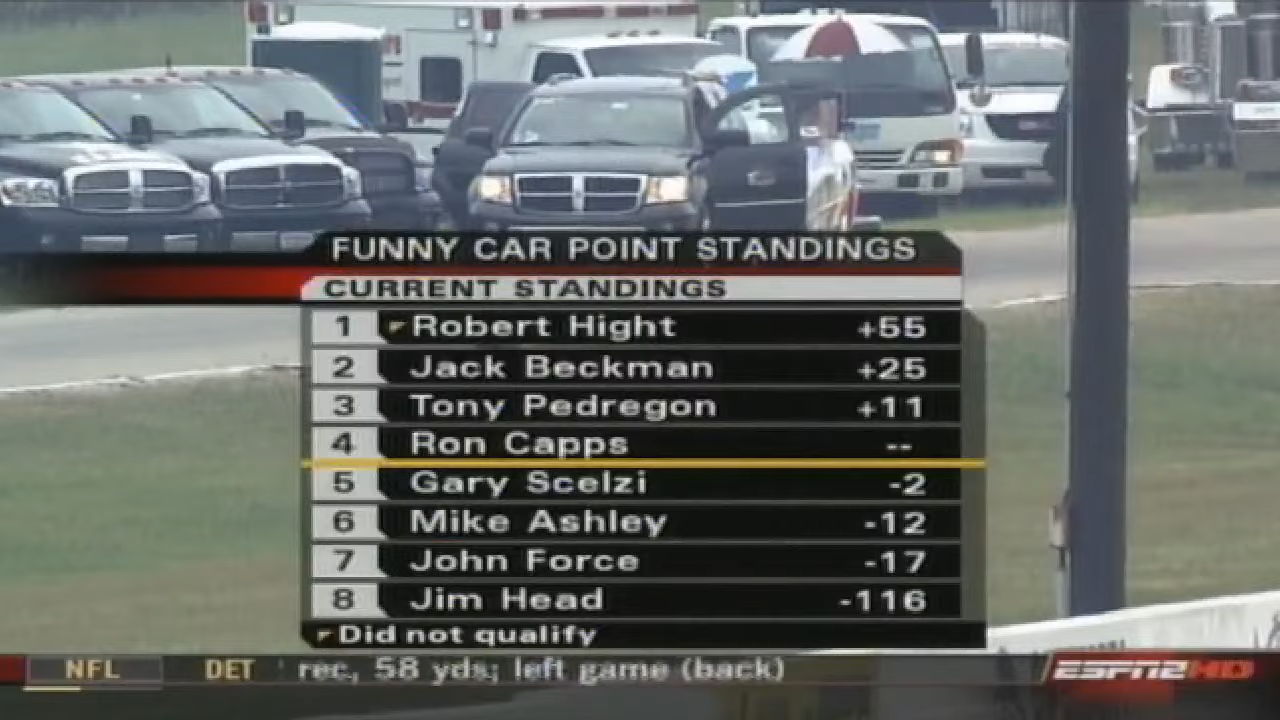 FUNNY CAR POINT STANDINGS
CURRENT STANDINGS
1 Robert Hight +55
2 Jack Beckman +25
3 Tony Pedregon +11
4 Ron Capps --
5 Gary Scelzi -2
6 Mike Ashley -12
7 John Force -17
8 Jim Head -116
Did not qualify
NFL DET rec, 58 yds; left game (back)
ESPN2HD